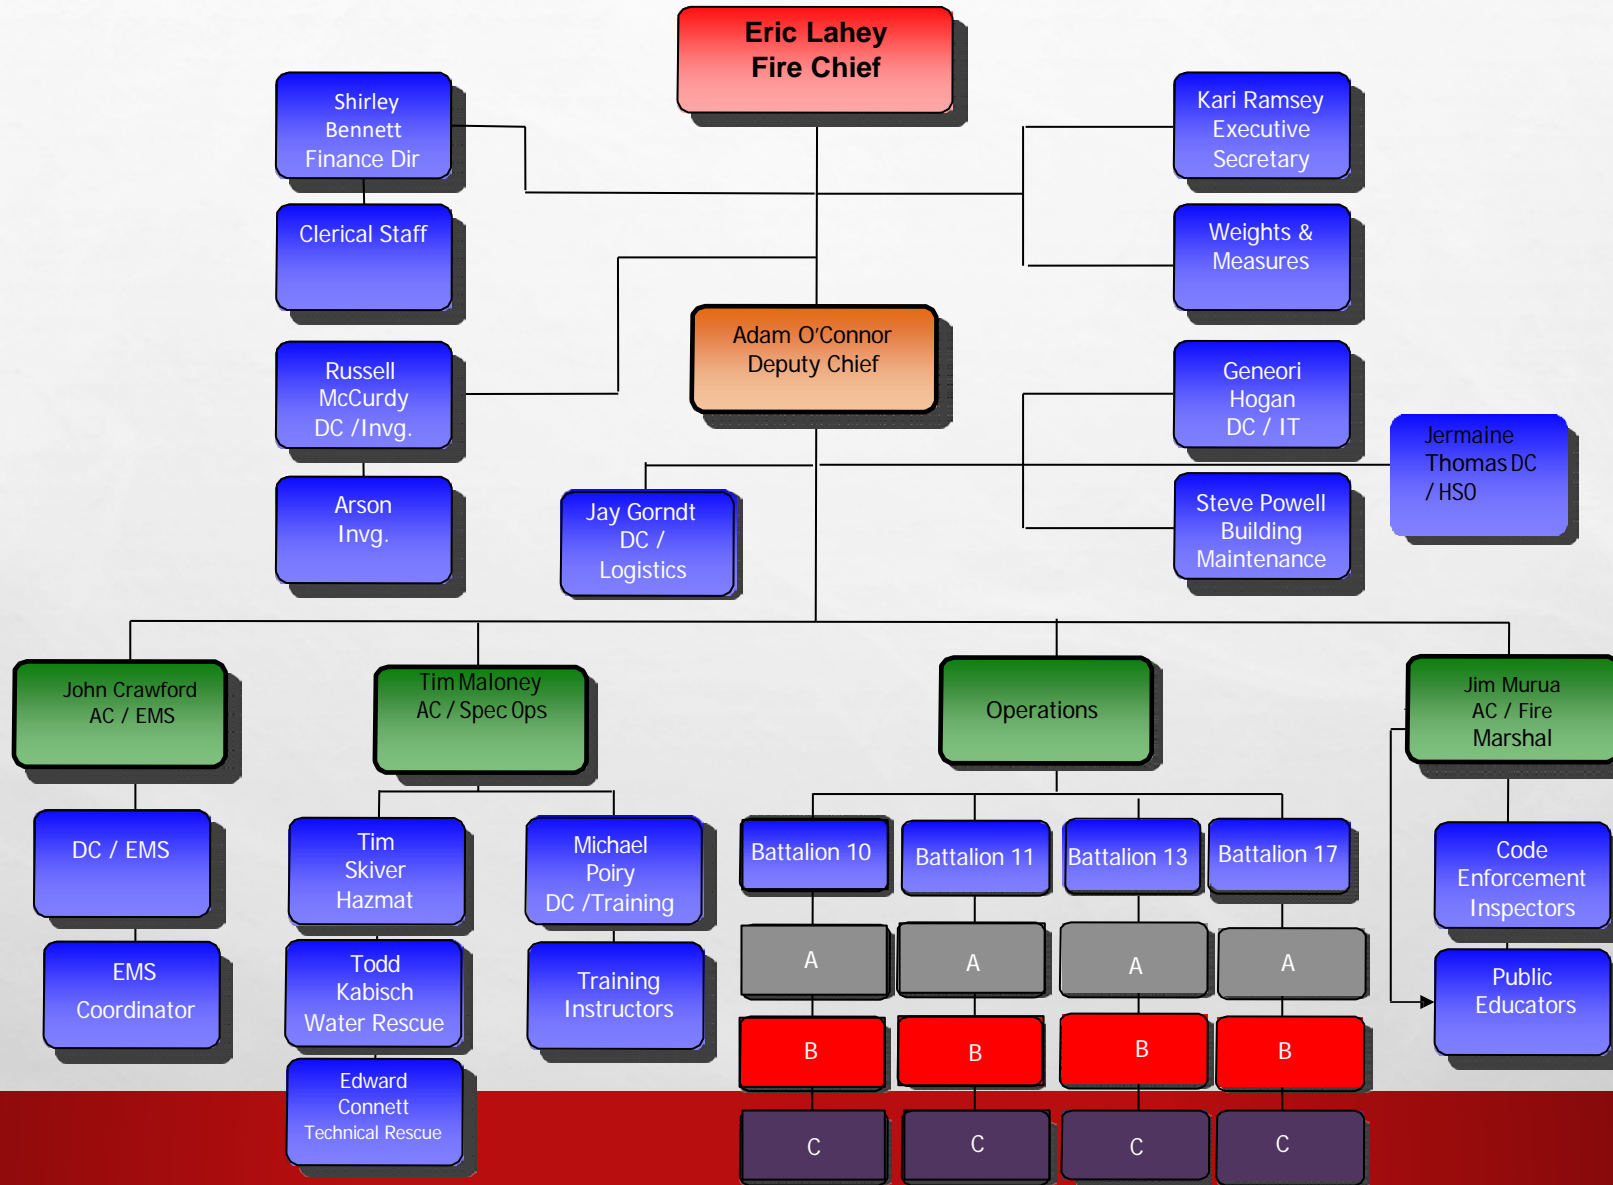 Eric Lahey
Fire Chief
Shirley
Bennett
Finance Dir
Kari Ramsey
Executive
Secretary
Clerical Staff
Weights &
Measures
Adam O'Connor
Deputy Chief
Russell
McCurdy
DC /Invg.
Geneori
Hogan
DC / IT
Jermaine
Thomas DC
/ HSO
Arson
Invg.
Jay Gorndt
DC /
Logistics
Steve Powell
Building
Maintenance
John Crawford
AC / EMS
Tim Maloney
AC / Spec Ops
Operations
Jim Murua
AC / Fire
Marshal
DC / EMS
Tim
Skiver
Hazmat
Michael
Poiry
DC /Training
Battalion 10
Battalion 11
Battalion 13
Battalion 17
Code
Enforcement
Inspectors
EMS
Coordinator
Todd
Kabisch
Water Rescue
Training
Instructors
A
A
A
A
Public
Educators
B
B
B
B
Edward
Connett
Technical Rescue
C
C
C
C